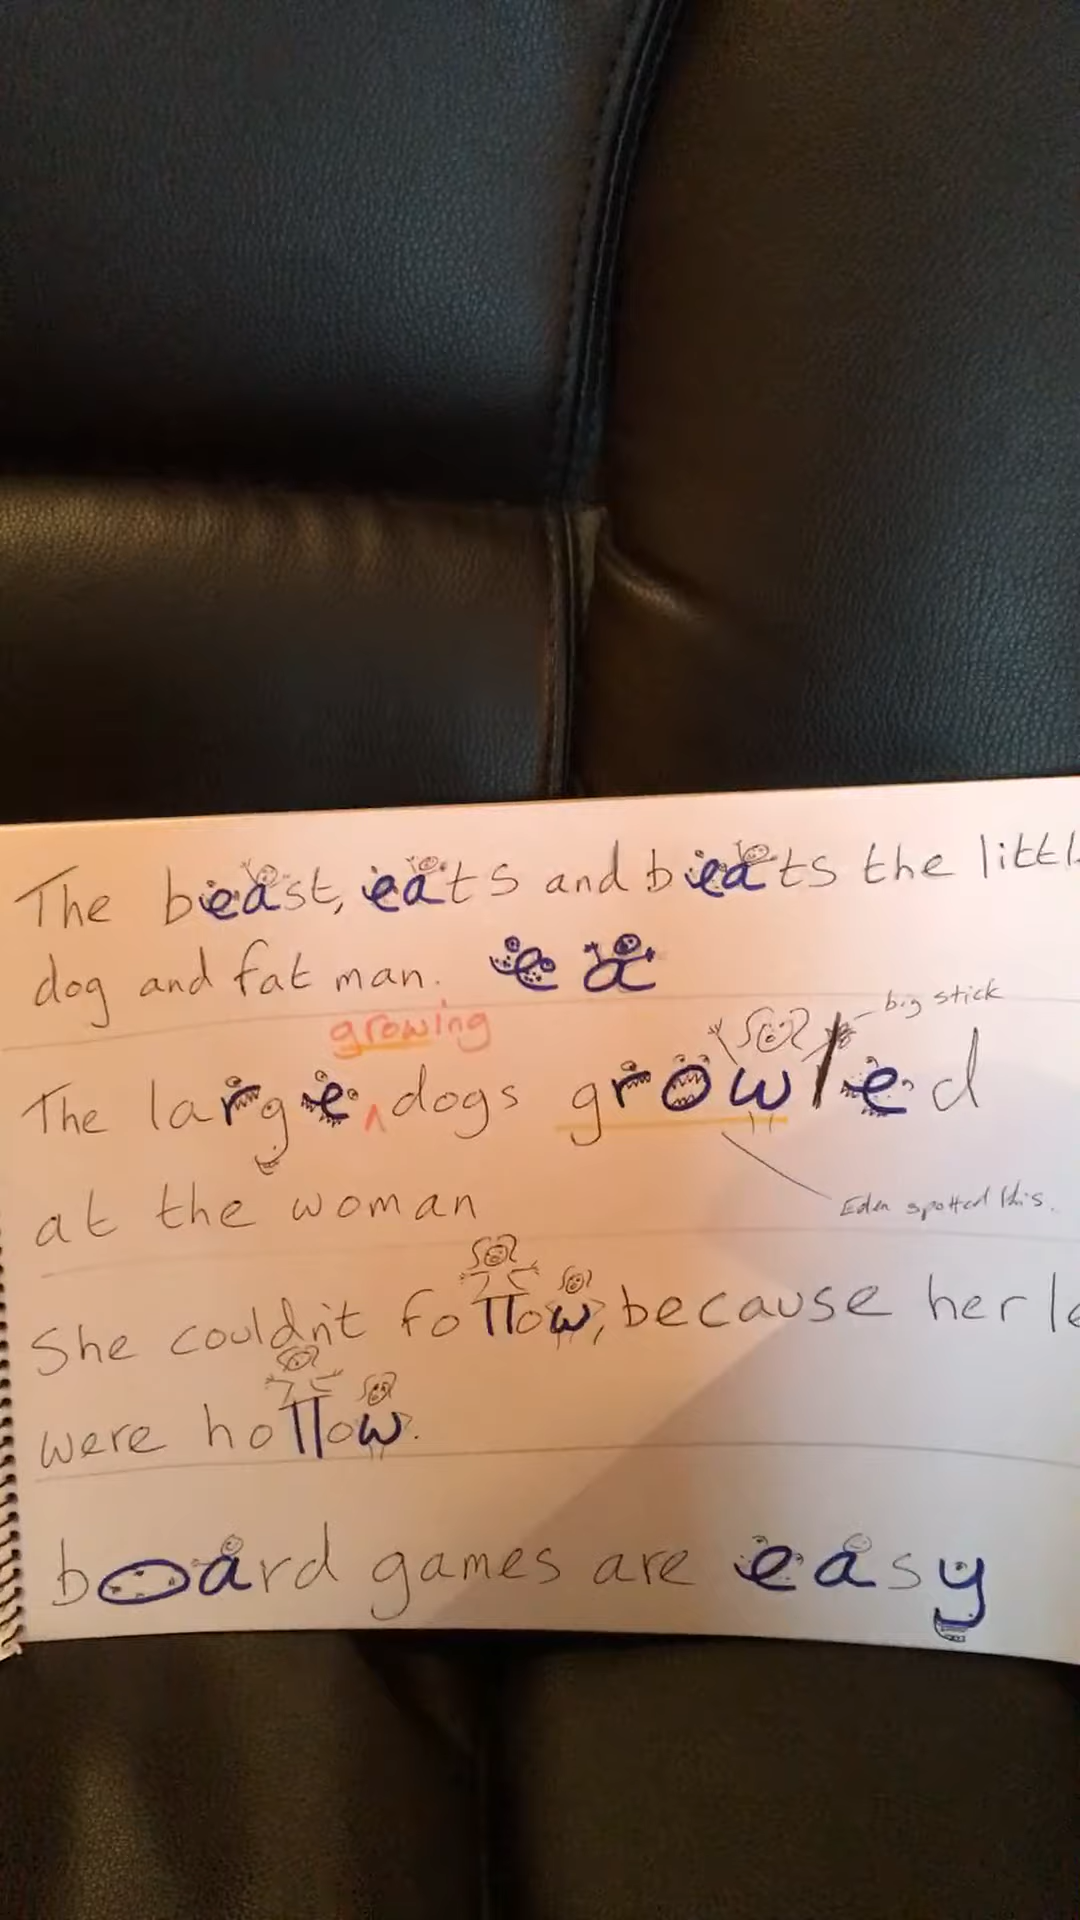 The beast, eats and beats the littl
dog and fat man. e a
growing
big stick
The large ^ dogs growled
Eden spotted this.
at the woman
She couldn't follow, because her le
were hollow.
board games are easy